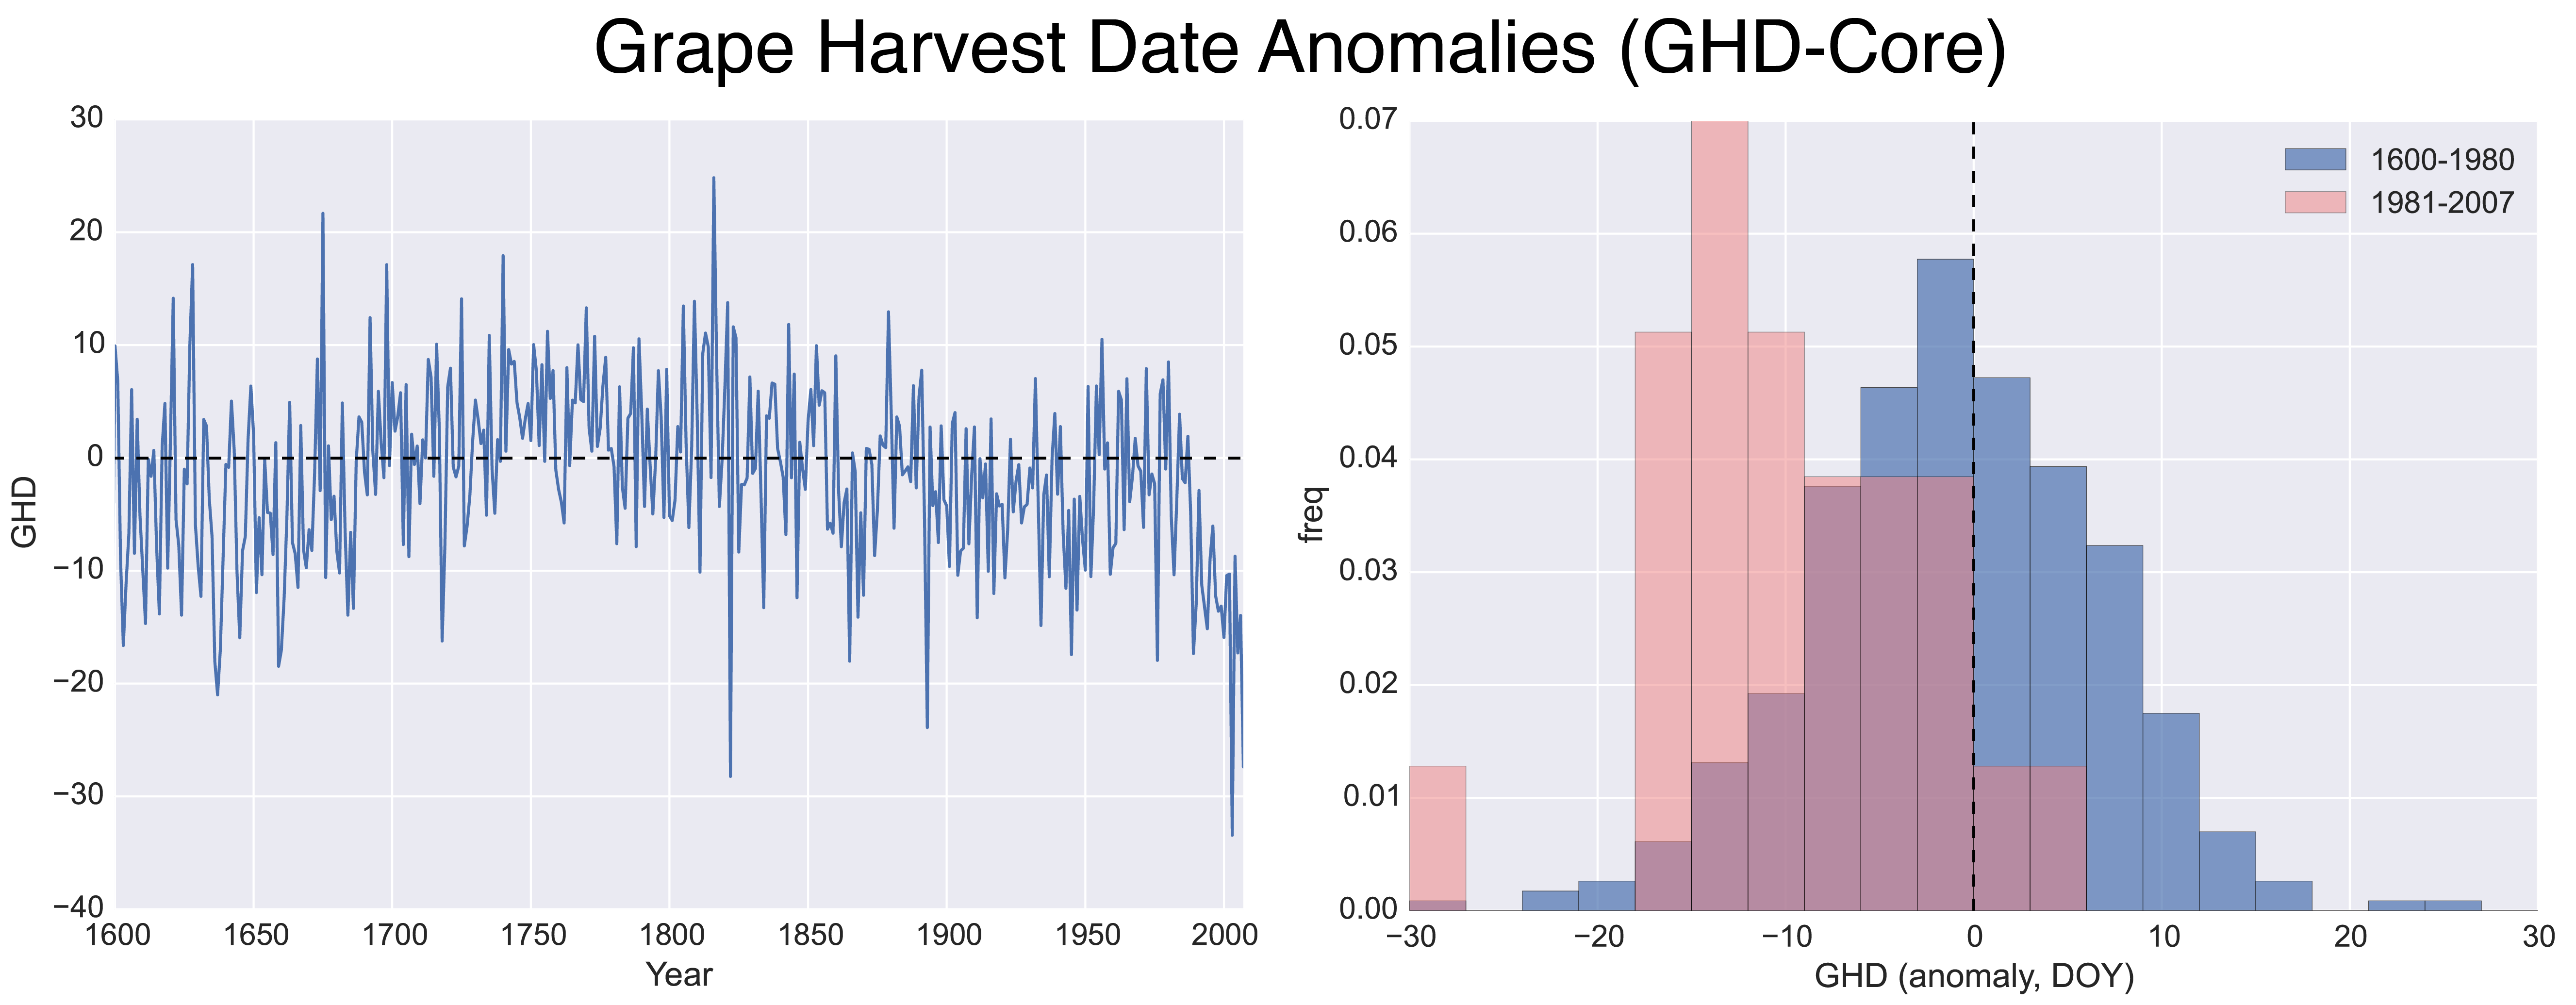 Grape Harvest Date Anomalies (GHD-Core)
30
20
10
0
−10
−20
−30
−40
GHD
1600 1650 1700 1750 1800 1850 1900 1950 2000
Year
0.07
0.06
0.05
0.04
0.03
0.02
0.01
0.00
freq
1600-1980
1981-2007
−30 −20 −10 0 10 20 30
GHD (anomaly, DOY)